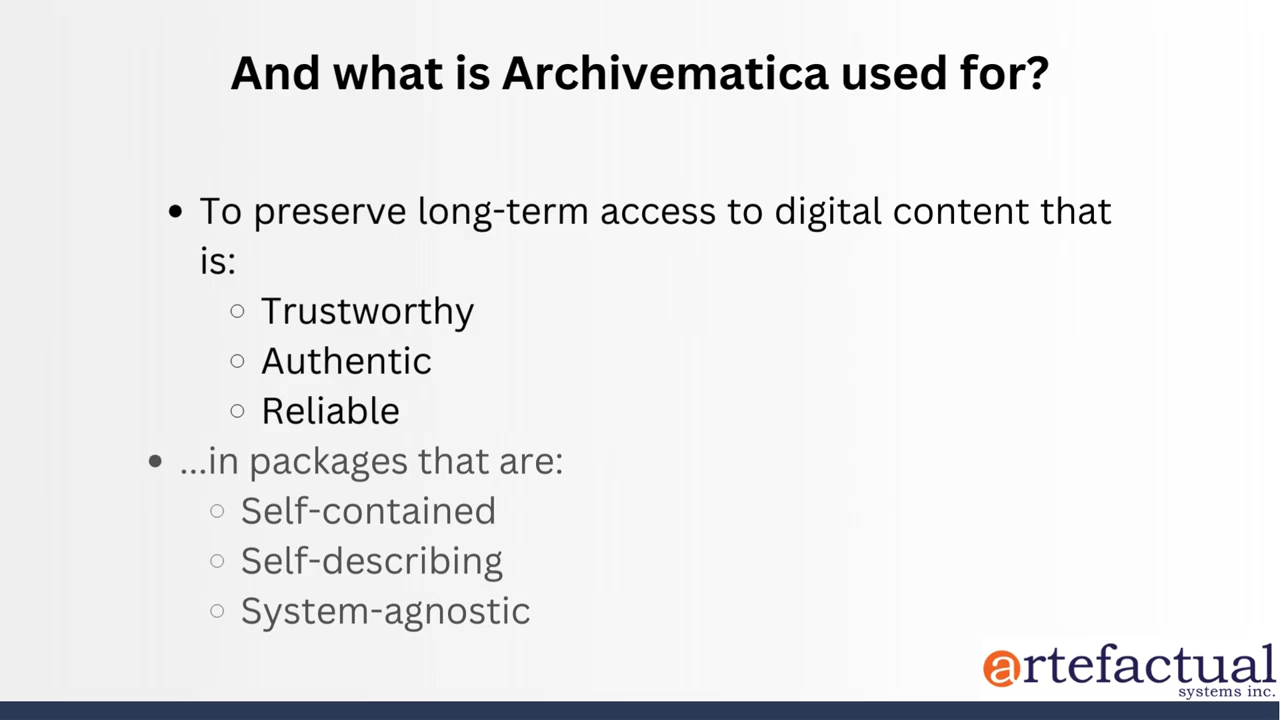 And what is Archivematica used for?
• To preserve long-term access to digital content that
is:
○ Trustworthy
○ Authentic
○ Reliable
• ...in packages that are:
○ Self-contained
○ Self-describing
○ System-agnostic
artefactual
systems inc.